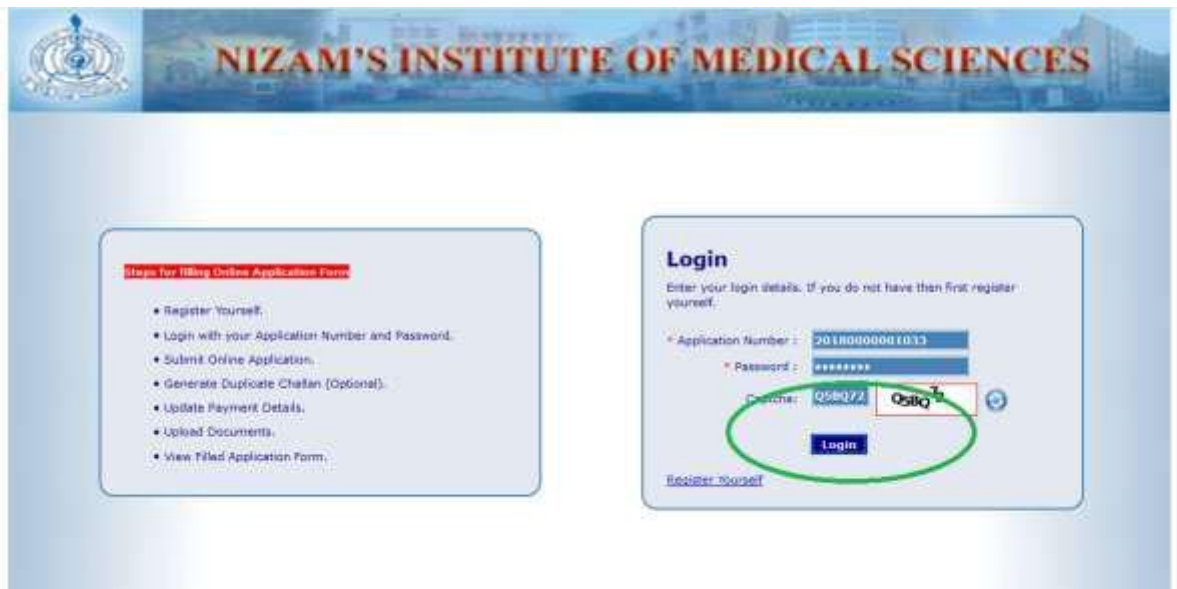 NIZAM'S INSTITUTE OF MEDICAL SCIENCES
Steps for filling Online Application Form
• Register Yourself.
• Login with your Application Number and Password.
• Submit Online Application.
• Generate Duplicate Challan (Optional).
• Update Payment Details.
• Upload Documents.
• View Filled Application Form.
Login
Enter your login details. If you do not have then first register
yourself.
* Application Number : 20180000001033
* Password : ********
Captcha: Q5BQ72 Q5BQ72
Login
Register Yourself